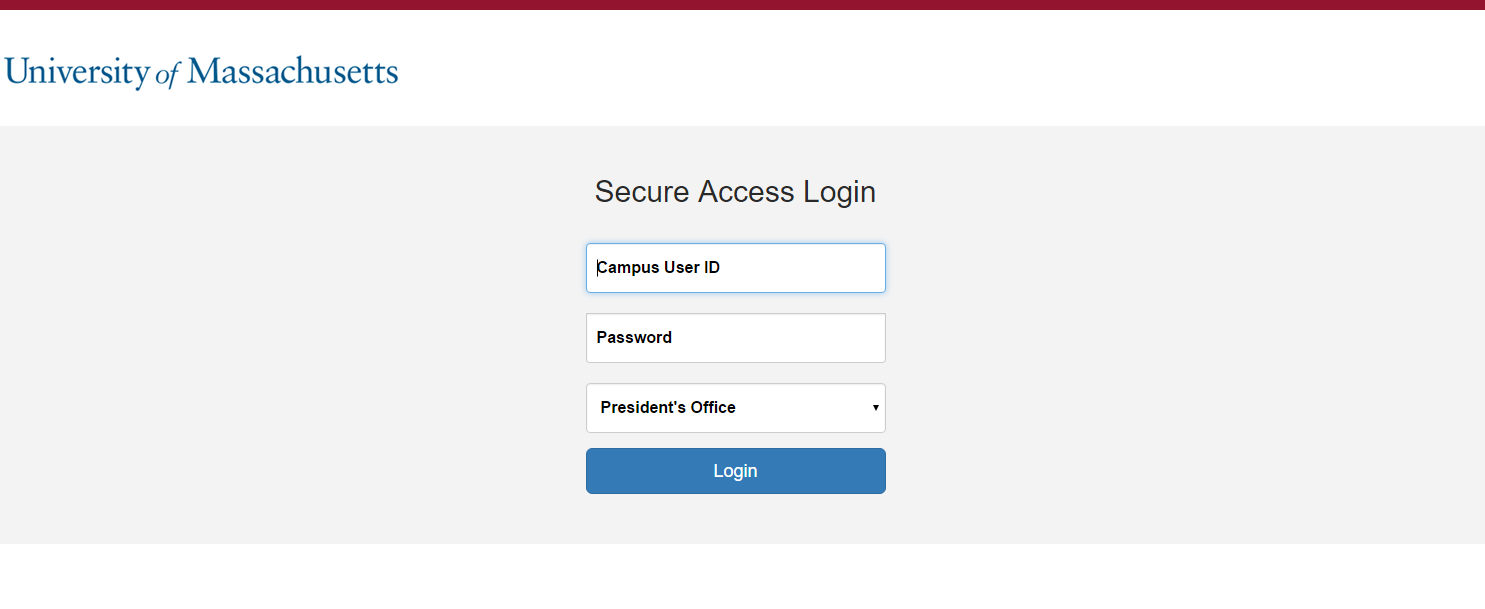 University of Massachusetts
Secure Access Login
Campus User ID
Password
President's Office
Login